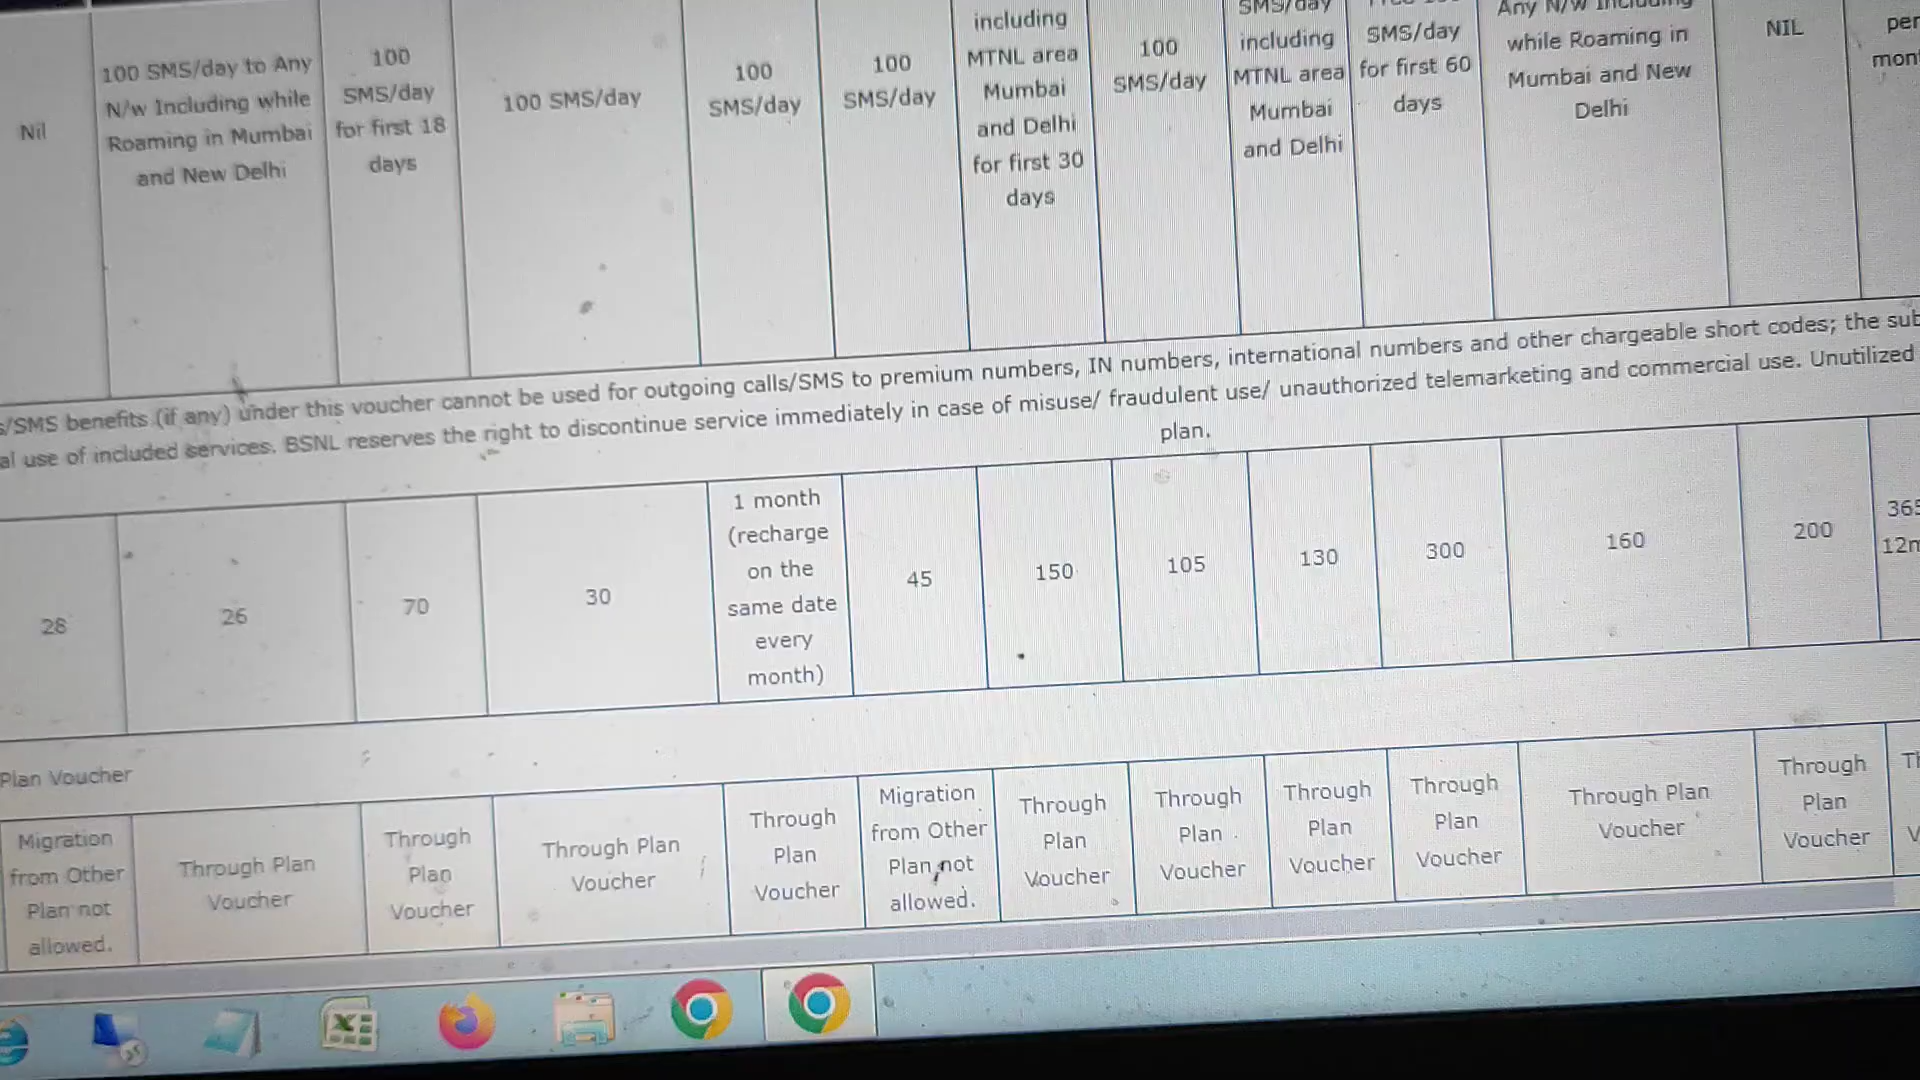 Nil
100 SMS/day to Any
N/w Including while
Roaming in Mumbai
and New Delhi
100
SMS/day
for first 18
days
100 SMS/day
100
SMS/day
100
SMS/day
including
MTNL area
Mumbai
and Delhi
for first 30
days
100
SMS/day
SMS/day
including
MTNL area
Mumbai
and Delhi
SMS/day
for first 60
days
Any N/w Including
while Roaming in
Mumbai and New
Delhi
NIL
per
s/SMS benefits (if any) under this voucher cannot be used for outgoing calls/SMS to premium numbers, IN numbers, international numbers and other chargeable short codes; the sub
al use of included services. BSNL reserves the right to discontinue service immediately in case of misuse/ fraudulent use/ unauthorized telemarketing and commercial use. Unutilized
plan.
28
26
70
30
1 month
(recharge
on the
same date
every
month)
45
150
105
130
300
160
200
365
12m
Plan Voucher
Migration
from Other
Plan not
allowed.
Through Plan
Voucher
Through
Plan
Voucher
Through Plan
Voucher
Through
Plan
Voucher
Migration
from Other
Plan not
allowed.
Through
Plan
Voucher
Through
Plan
Voucher
Through
Plan
Voucher
Through
Plan
Voucher
Through Plan
Voucher
Through
Plan
Voucher